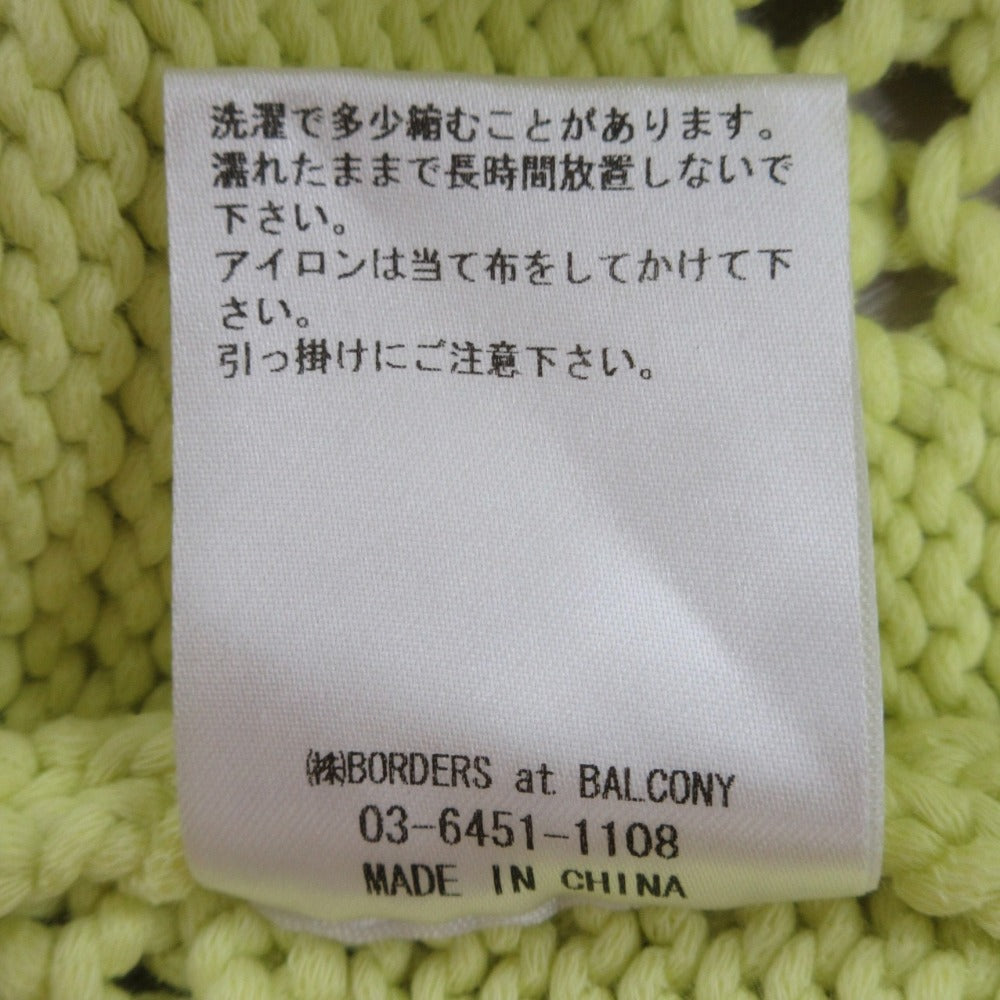 洗濯で多少縮むことがあります。
濡れたままで長時間放置しないで
下さい。
アイロンは当て布をしてかけて下
さい。
引っ掛けにご注意下さい。
㈱BORDERS at BALCONY
03-6451-1108
MADE IN CHINA